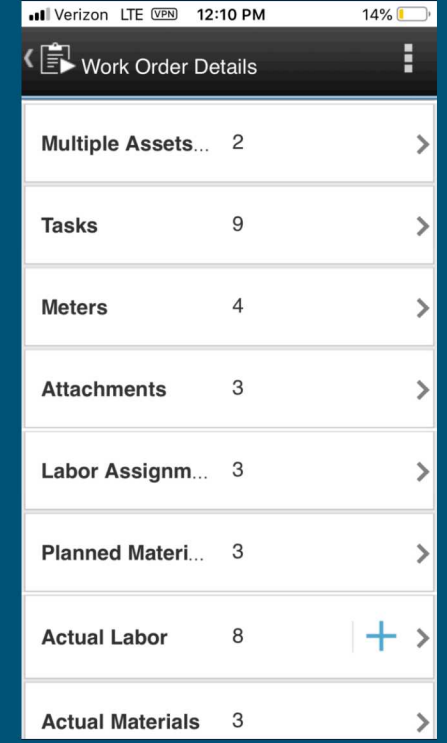 Verizon LTE VPN 12:10 PM 14%
Work Order Details
Multiple Assets... 2
Tasks 9
Meters 4
Attachments 3
Labor Assignm... 3
Planned Materi... 3
Actual Labor 8
Actual Materials 3